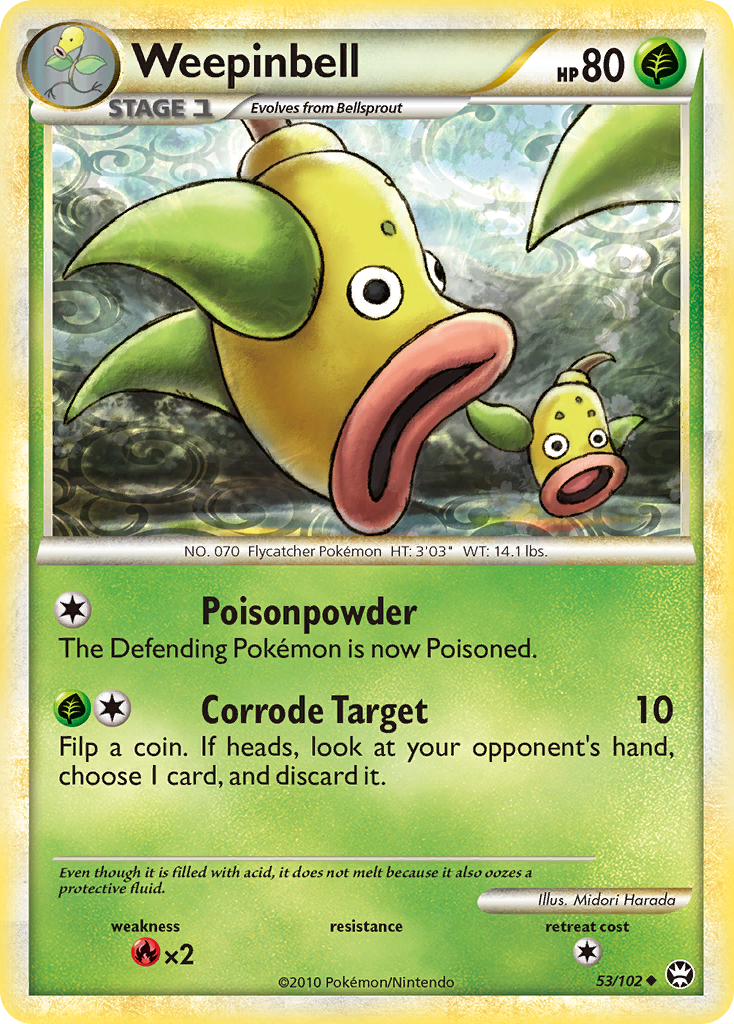 Weepinbell
HP 80
STAGE 1
Evolves from Bellsprout
NO. 070 Flycatcher Pokémon HT: 3'03" WT: 14.1 lbs.
Poisonpowder
The Defending Pokémon is now Poisoned.
Corrode Target 10
Filp a coin. If heads, look at your opponent's hand,
choose 1 card, and discard it.
Even though it is filled with acid, it does not melt because it also oozes a
protective fluid.
Illus. Midori Harada
weakness resistance retreat cost
×2
©2010 Pokémon/Nintendo
53/102